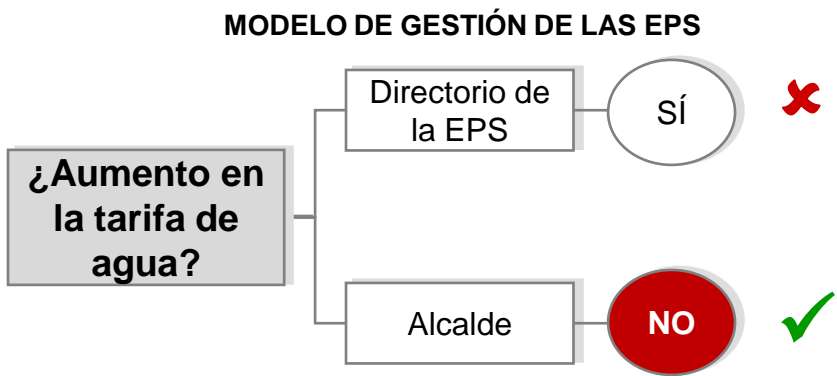 MODELO DE GESTIÓN DE LAS EPS
Directorio de
la EPS
SÍ
¿Aumento en
la tarifa de
agua?
Alcalde
NO